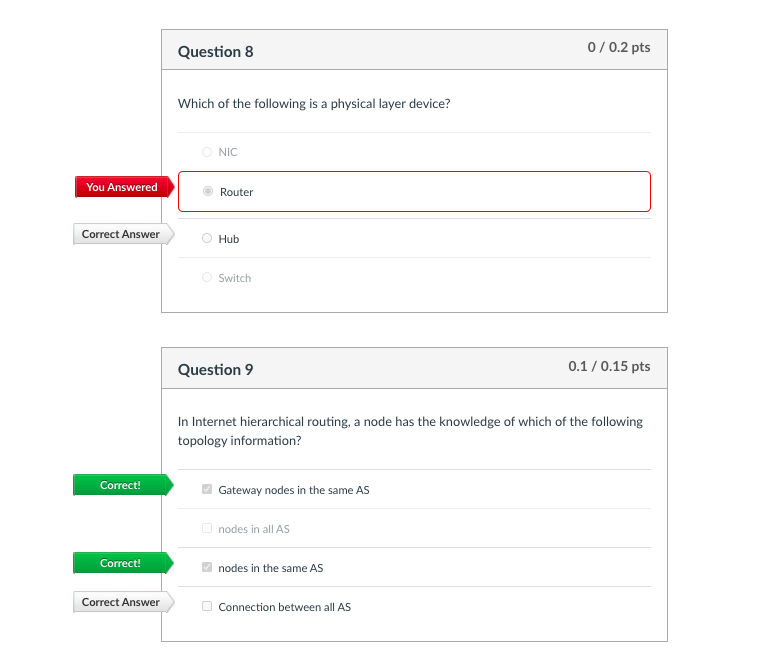 Question 8
0 / 0.2 pts
Which of the following is a physical layer device?
NIC
You Answered
Router
Correct Answer
Hub
Switch
Question 9
0.1 / 0.15 pts
In Internet hierarchical routing, a node has the knowledge of which of the following
topology information?
Correct!
Gateway nodes in the same AS
nodes in all AS
Correct!
nodes in the same AS
Correct Answer
Connection between all AS